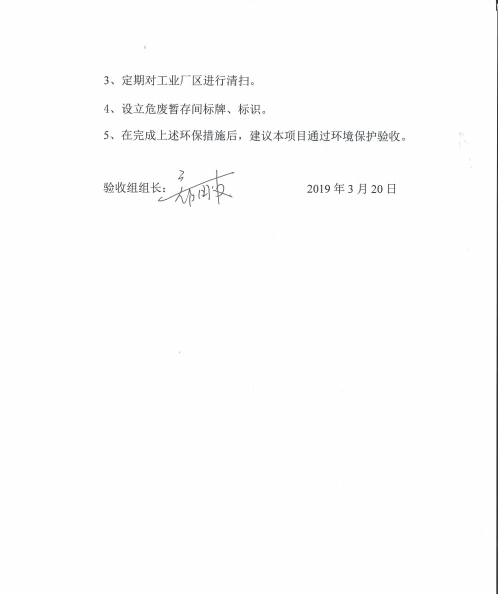 3、定期对工业厂区进行清扫。
4、设立危废暂存间标牌、标识。
5、在完成上述环保措施后，建议本项目通过环境保护验收。
验收组组长： 2019 年 3 月 20 日